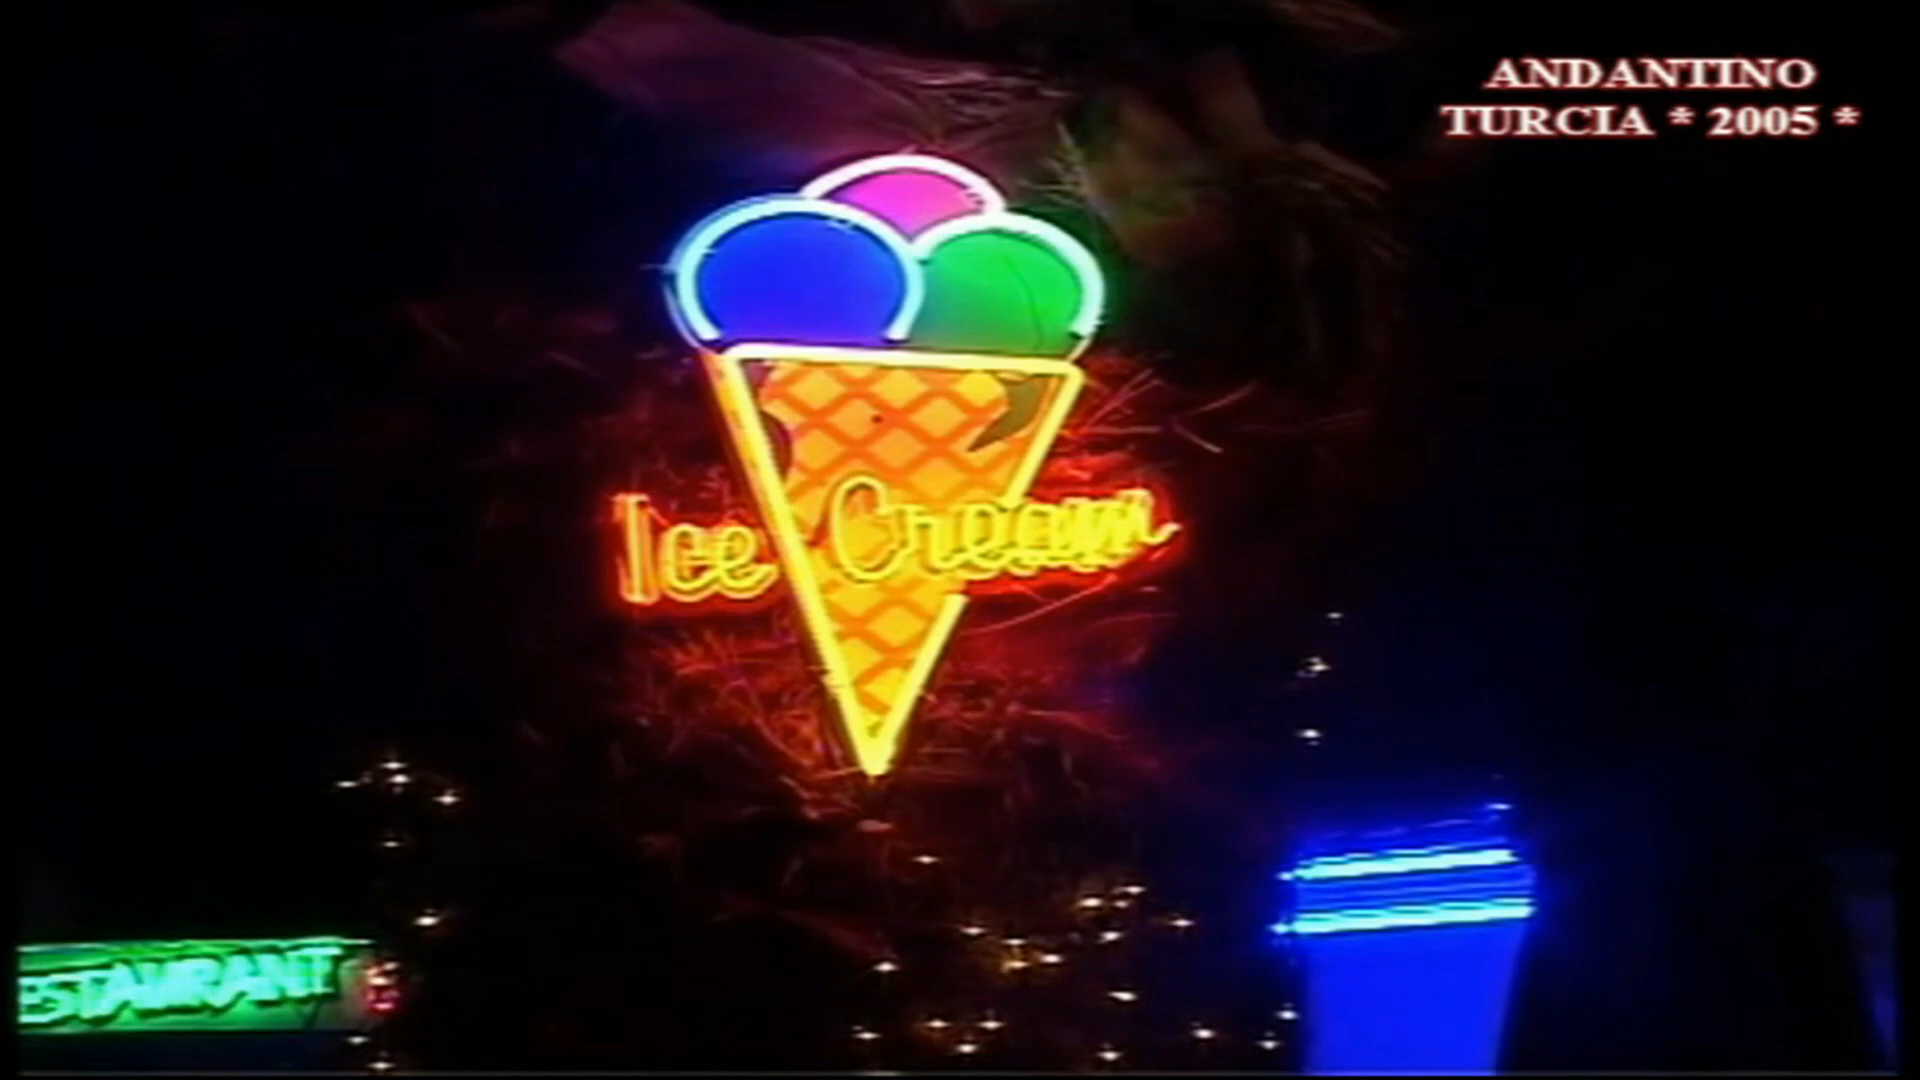 ANDANTINO
TURCIA * 2005 *
Ice Cream
ESTAURANT